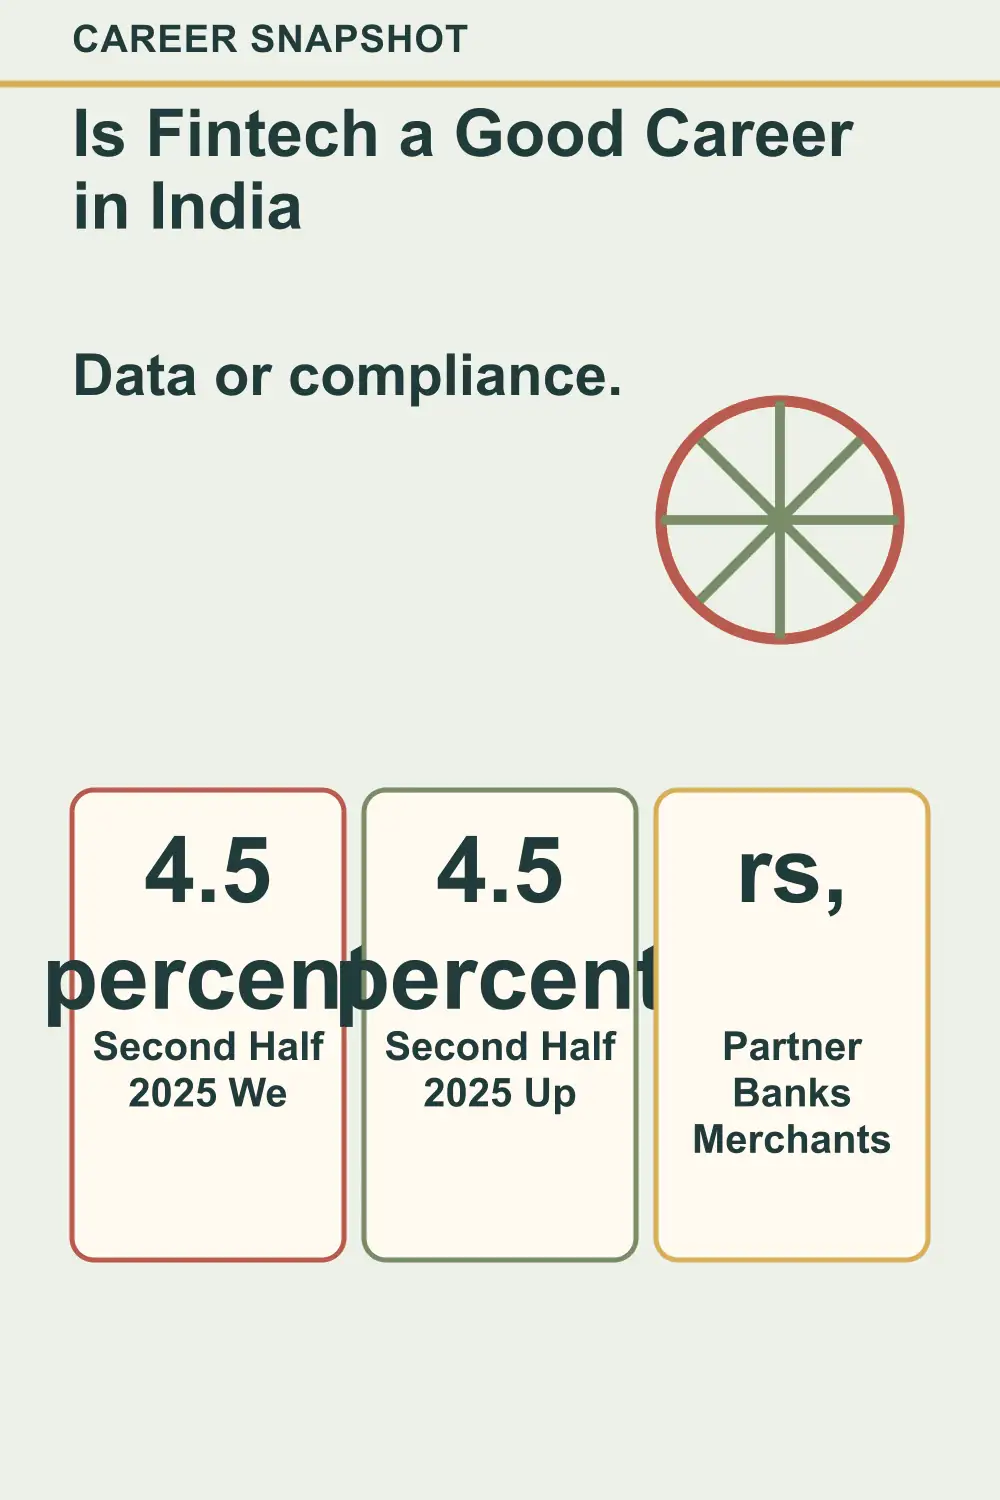 CAREER SNAPSHOT
Is Fintech a Good Career
in India
Data or compliance.
4.5
percent
Second Half
2025 We
4.5
percent
Second Half
2025 Up
rs,
Partner
Banks
Merchants